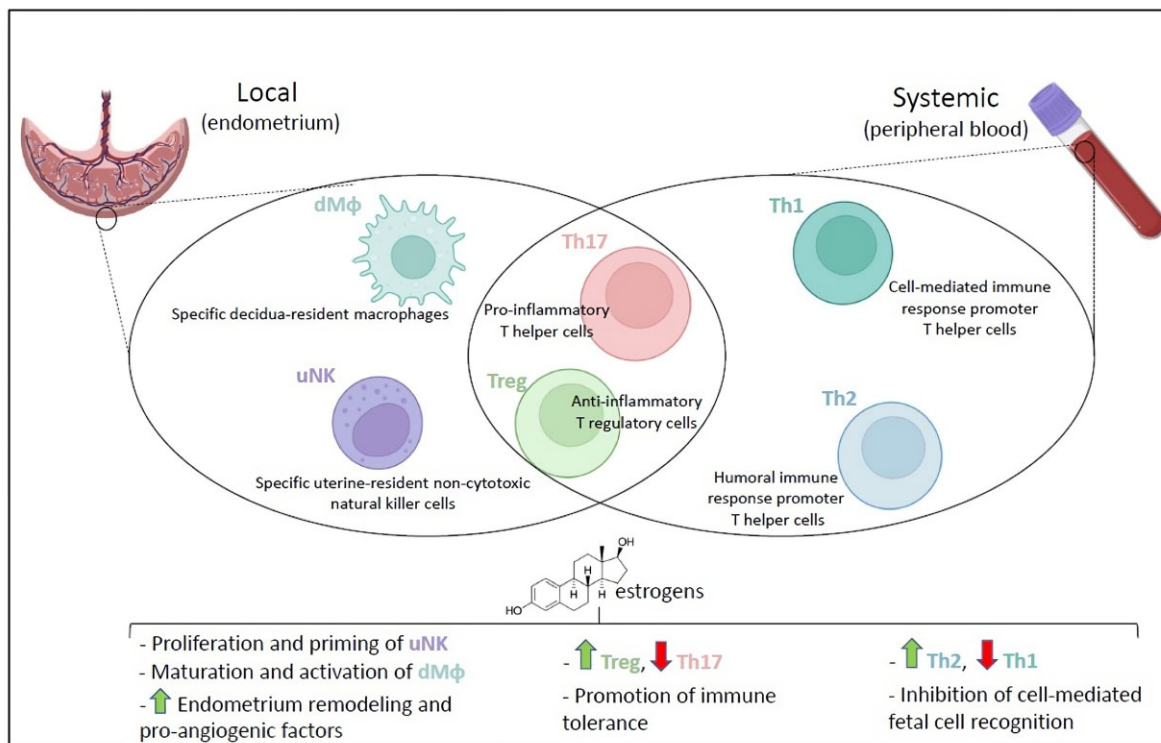 Local
(endometrium)
Systemic
(peripheral blood)
dMφ
Specific decidua-resident macrophages
uNK
Specific uterine-resident non-cytotoxic
natural killer cells
Th17
Pro-inflammatory
T helper cells
Treg
Anti-inflammatory
T regulatory cells
Th1
Cell-mediated immune
response promoter
T helper cells
Th2
Humoral immune
response promoter
T helper cells
OH
H
H
H
HO
estrogens
- Proliferation and priming of uNK
- Maturation and activation of dMφ
- Endometrium remodeling and
pro-angiogenic factors
- Treg, Th17
- Promotion of immune
tolerance
- Th2, Th1
- Inhibition of cell-mediated
fetal cell recognition